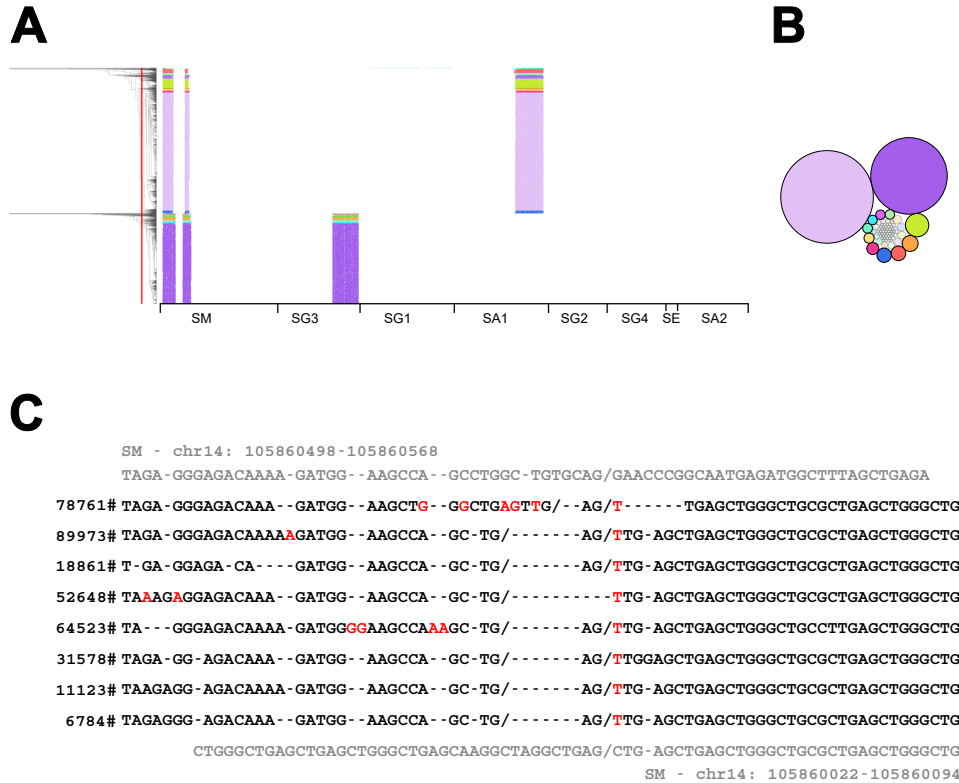 A
B
SM SG3 SG1 SA1 SG2 SG4 SE SA2
C
SM - chr14: 105860498-105860568
TAGA-GGGAGACAAAA-GATGG--AAGCCA--GCCTGGC-TGTGCAG/GAACCCGGCAATGAGATGGCTTTAGCTGAGA
78761# TAGA-GGGAGACAAA--GATGG--AAGCTG--GGCTGAGTTG/--AG/T------TGAGCTGGGCTGCGCTGAGCTGGGCTG
89973# TAGA-GGGAGACAAAAAGATGG--AAGCCA--GC-TG/-------AG/TTG-AGCTGAGCTGGGCTGCGCTGAGCTGGGCTG
18861# T-GA-GGAGA-CA----GATGG--AAGCCA--GC-TG/-------AG/TTG-AGCTGAGCTGGGCTGCGCTGAGCTGGGCTG
52648# TAAAGAGGAGACAAA--GATGG--AAGCCA--GC-TG/----------TTG-AGCTGAGCTGGGCTGCGCTGAGCTGGGCTG
64523# TA---GGGAGACAAAA-GATGGGGAAGCCAAAGC-TG/-------AG/TTG-AGCTGAGCTGGGCTGCCTTGAGCTGGGCTG
31578# TAGA-GG-AGACAAA--GATGG--AAGCCA--GC-TG/-------AG/TTGGAGCTGAGCTGGGCTGCGCTGAGCTGGGCTG
11123# TAAGAGG-AGACAAAA-GATGG--AAGCCA--GC-TG/-------AG/TTG-AGCTGAGCTGGGCTGCGCTGAGCTGGGCTG
6784# TAGAGGG-AGACAAA--GATGG--AAGCCA--GC-TG/-------AG/TTG-AGCTGAGCTGGGCTGCGCTGAGCTGGGCTG
CTGGGCTGAGCTGAGCTGGGCTGAGCAAGGCTAGGCTGAG/CTG-AGCTGAGCTGGGCTGCGCTGAGCTGGGCTG
SM - chr14: 105860022-105860094